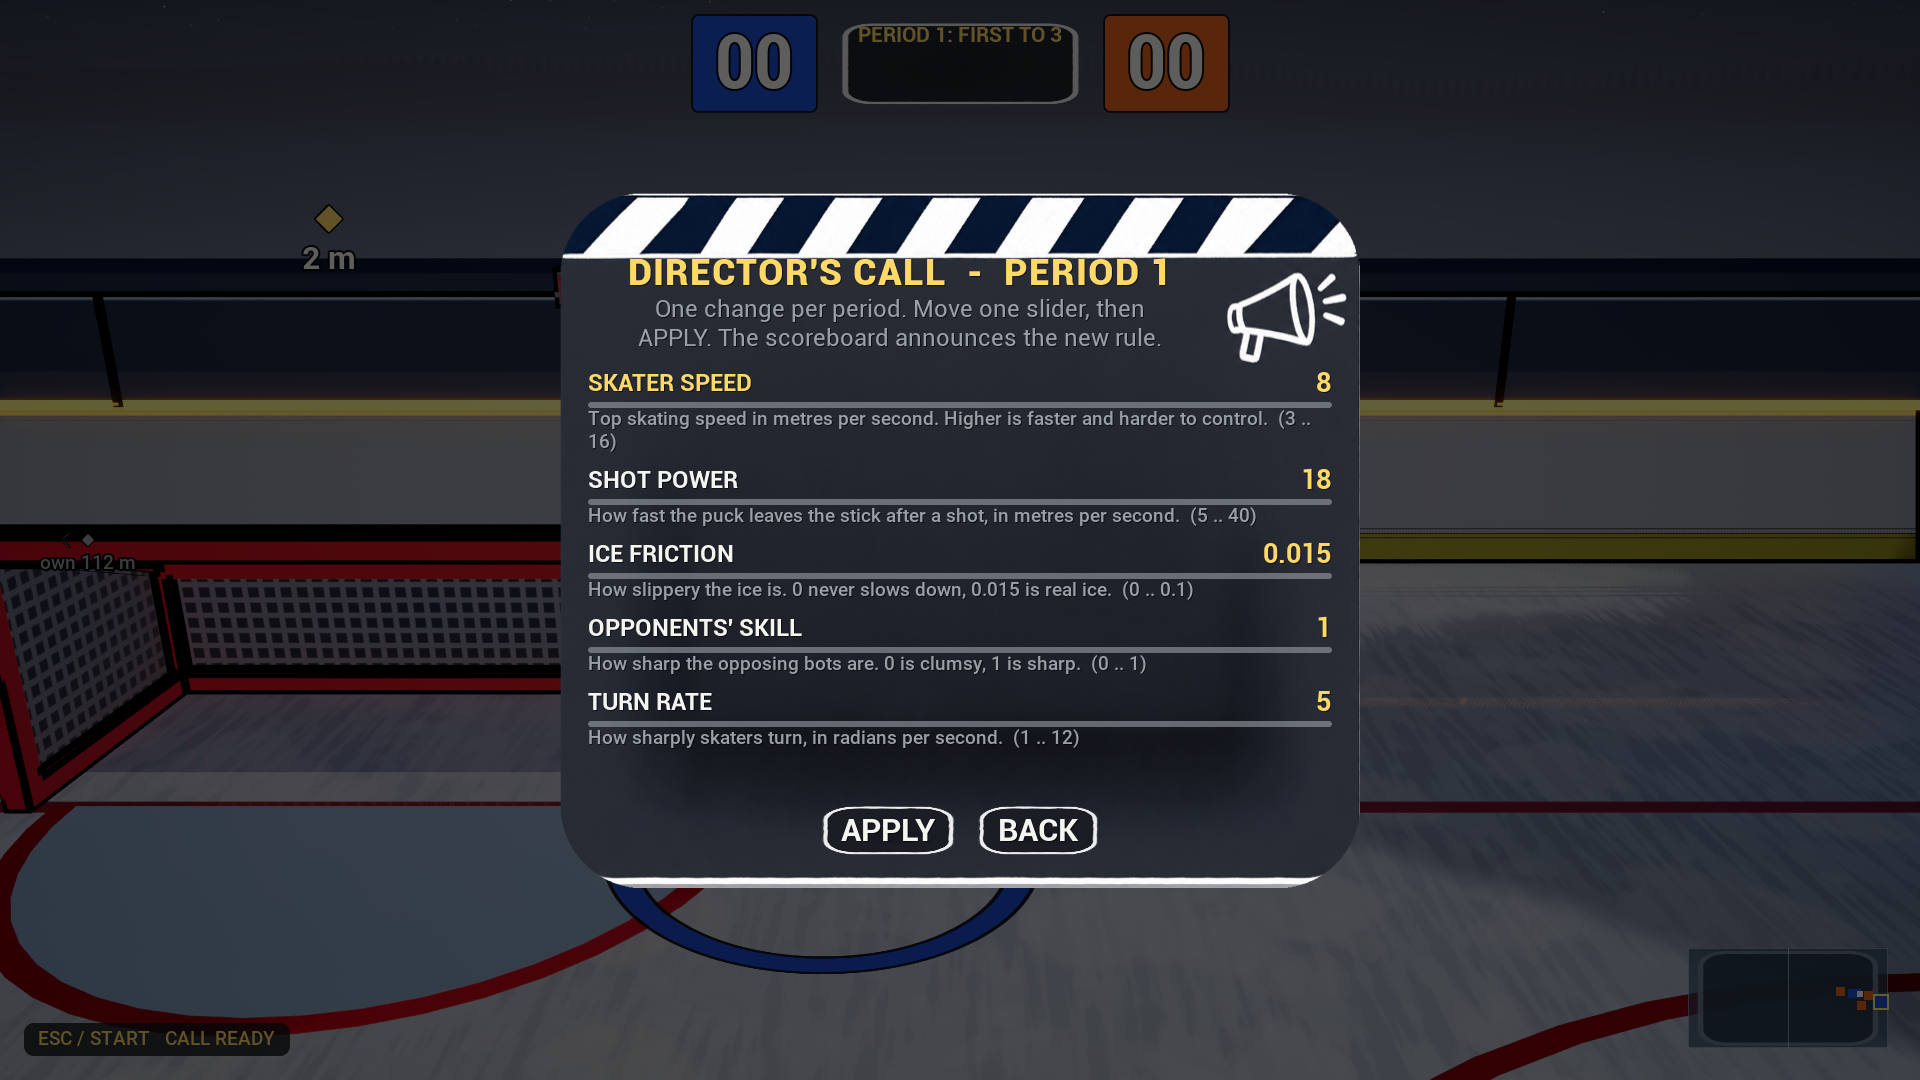 00
PERIOD 1: FIRST TO 3
00
2 m
DIRECTOR'S CALL - PERIOD 1
One change per period. Move one slider, then
APPLY. The scoreboard announces the new rule.
SKATER SPEED 8
Top skating speed in metres per second. Higher is faster and harder to control. (3 ..
16)
SHOT POWER 18
How fast the puck leaves the stick after a shot, in metres per second. (5 .. 40)
ICE FRICTION 0.015
How slippery the ice is. 0 never slows down, 0.015 is real ice. (0 .. 0.1)
own 112 m
OPPONENTS' SKILL 1
How sharp the opposing bots are. 0 is clumsy, 1 is sharp. (0 .. 1)
TURN RATE 5
How sharply skaters turn, in radians per second. (1 .. 12)
APPLY BACK
ESC / START CALL READY